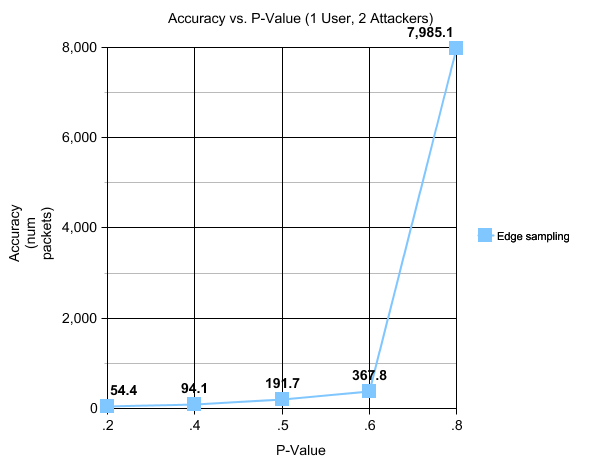 Accuracy vs. P-Value (1 User, 2 Attackers)
7,985.1
8,000
6,000
4,000
2,000
0
Accuracy
(num
packets)
54.4
94.1
191.7
367.8
.2 .4 .5 .6 .8
P-Value
Edge sampling